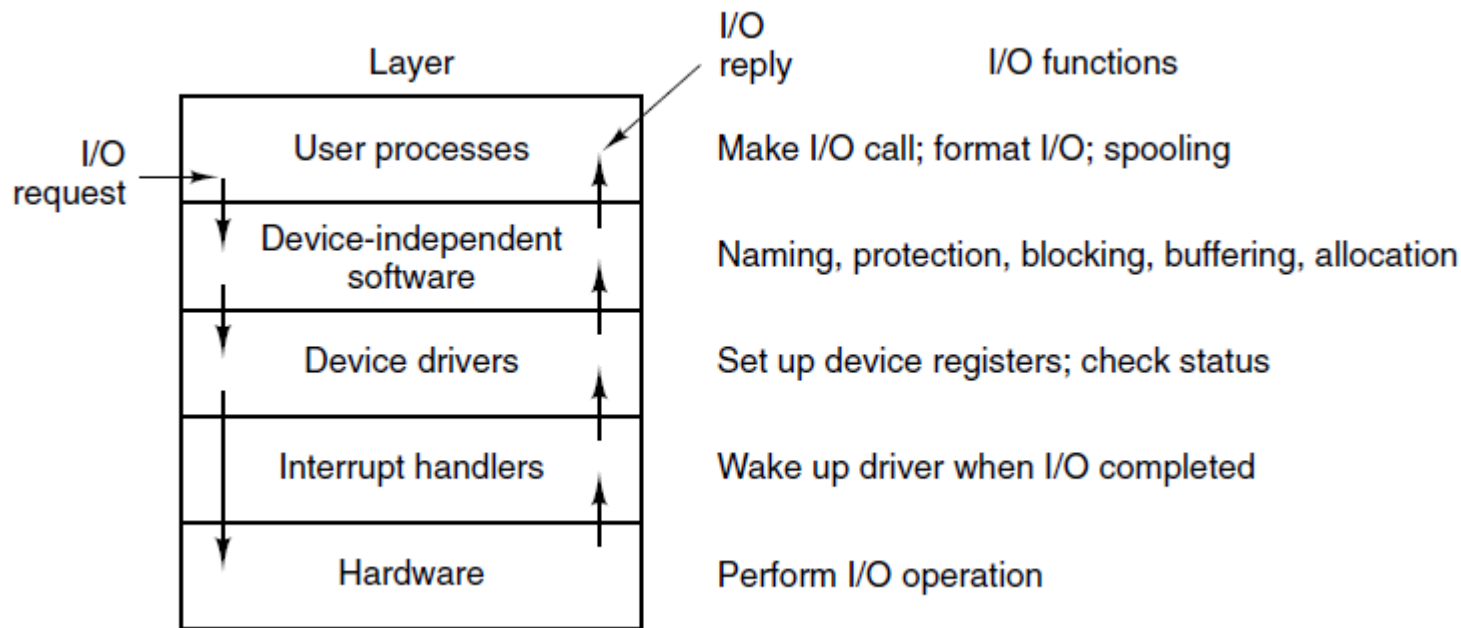 I/O
reply
Layer
I/O functions
I/O
request
User processes
Make I/O call; format I/O; spooling
Device-independent
software
Naming, protection, blocking, buffering, allocation
Device drivers
Set up device registers; check status
Interrupt handlers
Wake up driver when I/O completed
Hardware
Perform I/O operation